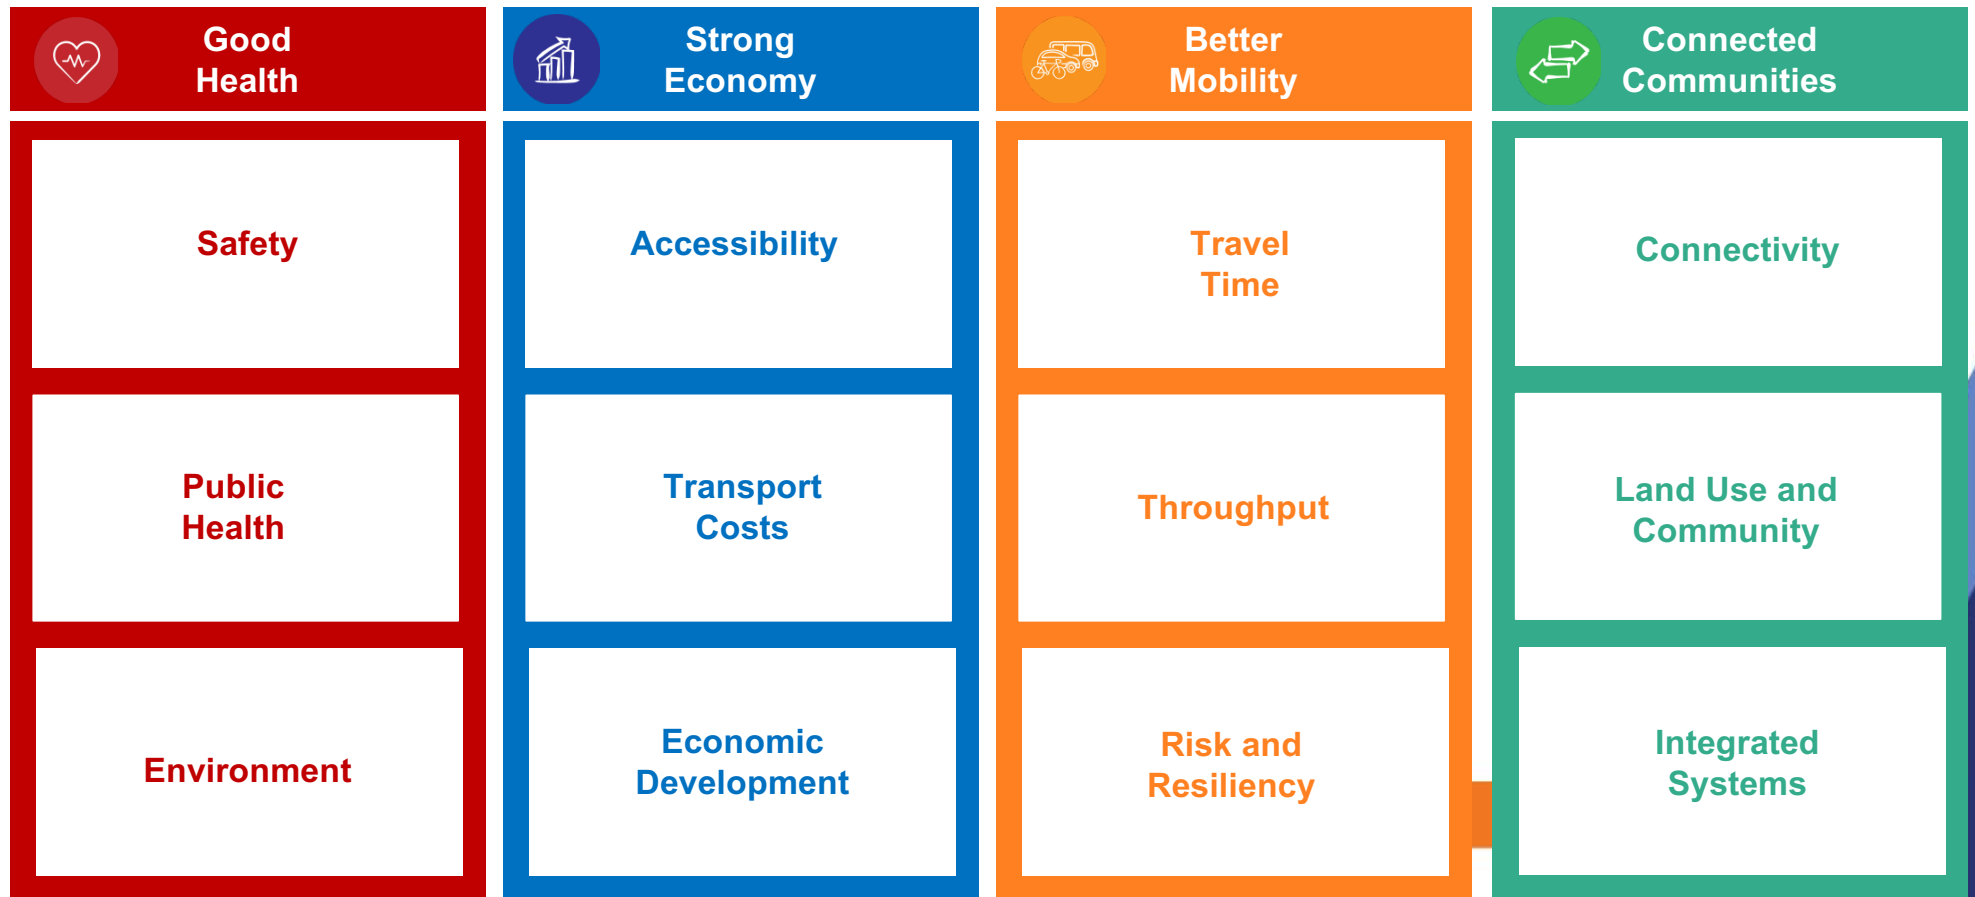 Good
Health
Safety
Public
Health
Environment
Strong
Economy
Accessibility
Transport
Costs
Economic
Development
Better
Mobility
Travel
Time
Throughput
Risk and
Resiliency
Connected
Communities
Connectivity
Land Use and
Community
Integrated
Systems